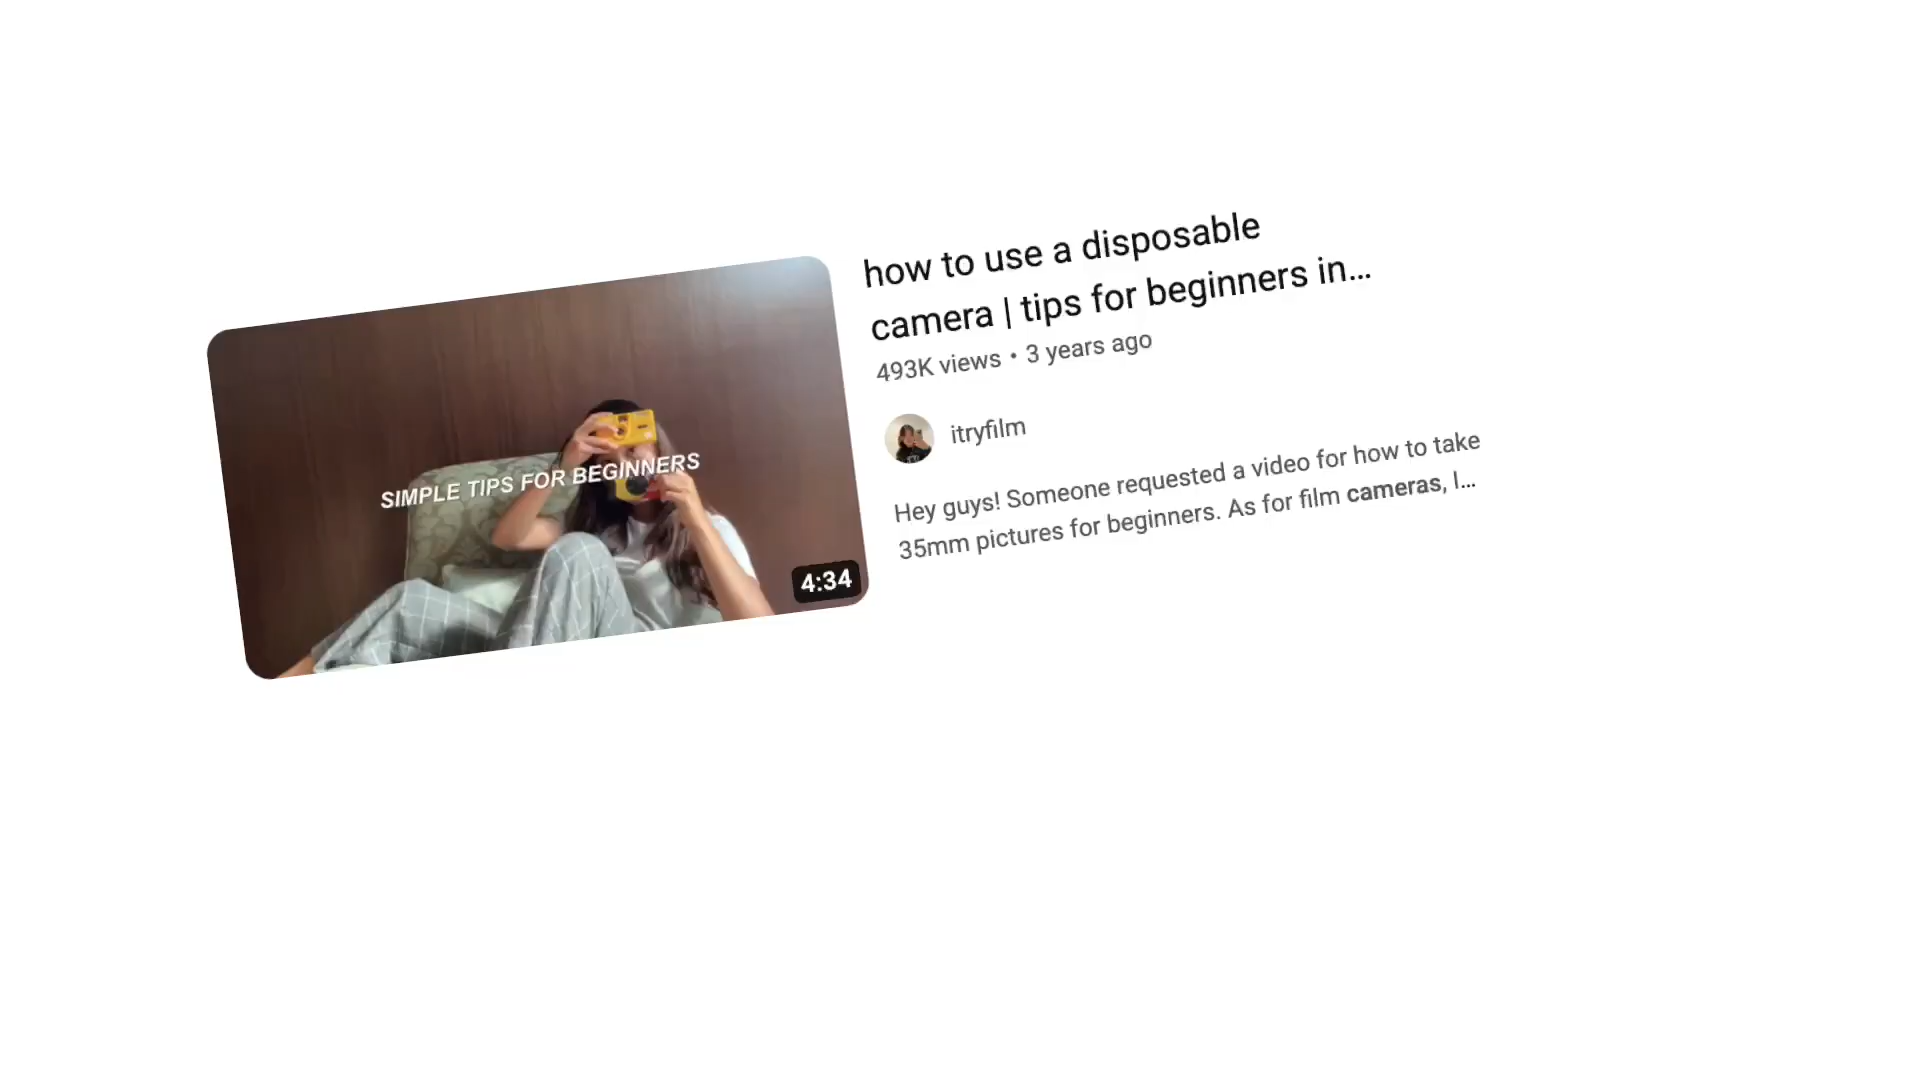 SIMPLE TIPS FOR BEGINNERS
4:34
how to use a disposable
camera | tips for beginners in...
493K views • 3 years ago
itryfilm
Hey guys! Someone requested a video for how to take
35mm pictures for beginners. As for film cameras, I...